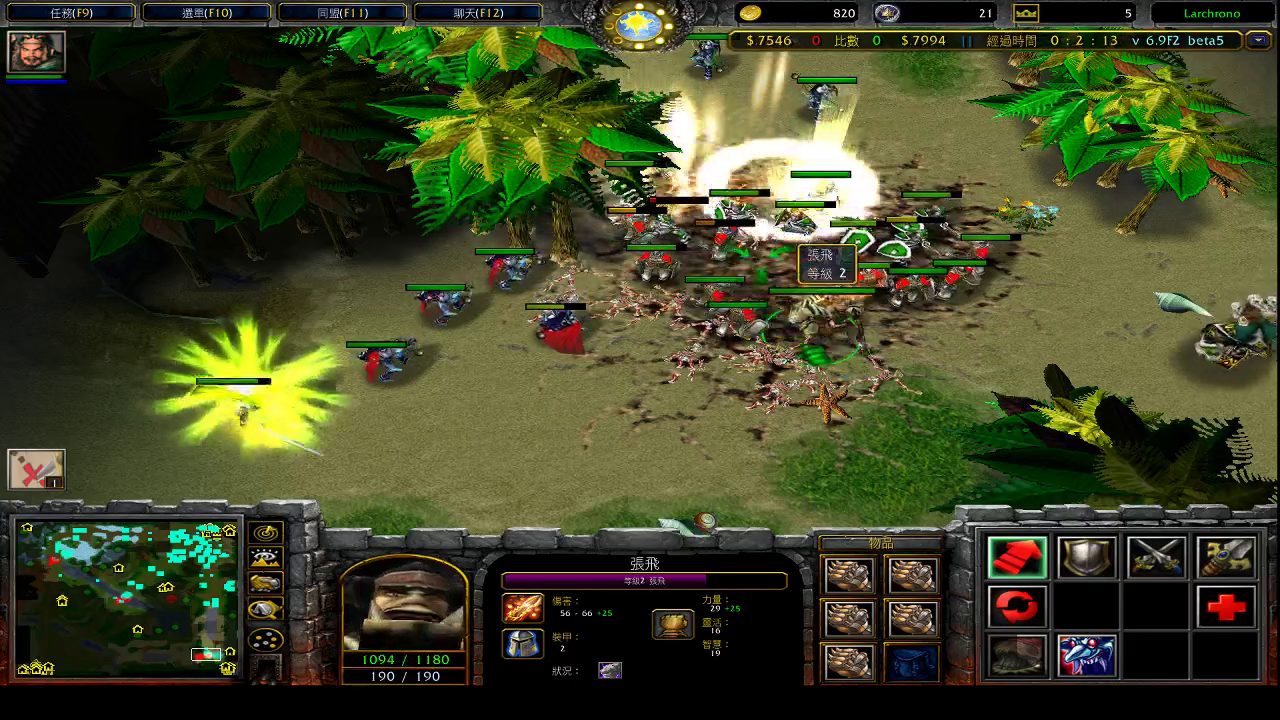 任務(F9) 選單(F10) 同盟(F11) 聊天(F12) 820 21 5 Larchrono
$.7546 0 比數 0 $.7994 || 經過時間 0 : 2 : 13 v 6.9F2 beta5
張飛
等級 2
1
張飛
物品
等級2 張飛
傷害：
56 - 66 +25
力量：
29 +25
靈活：
16
裝甲：
2
智慧：
19
狀況：
1094 / 1180
190 / 190